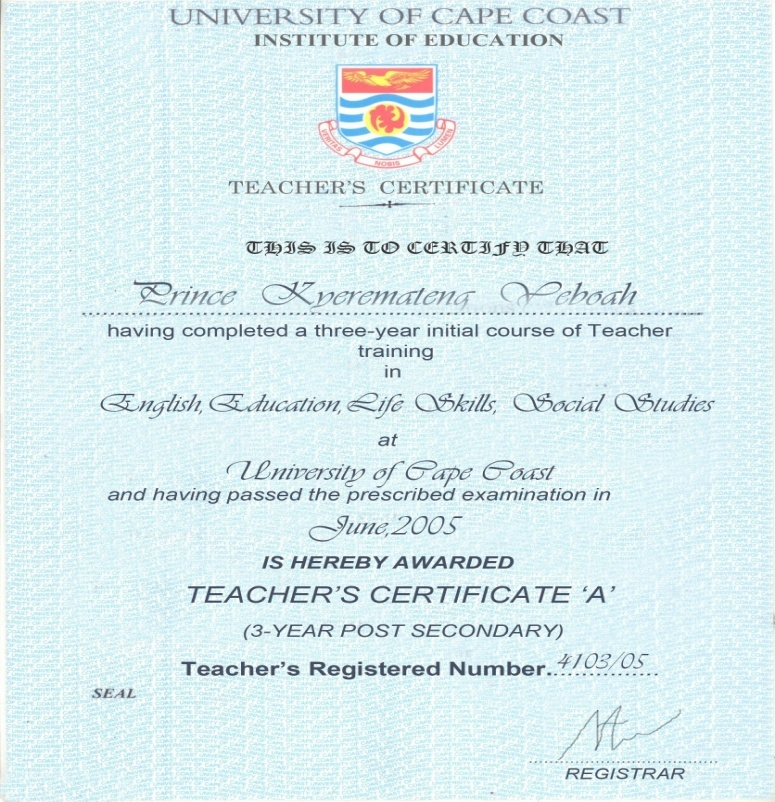 UNIVERSITY OF CAPE COAST
INSTITUTE OF EDUCATION
VERITAS NOBIS LUMEN
TEACHER'S CERTIFICATE
THIS IS TO CERTIFY THAT
Prince Kyeremateng Yeboah
having completed a three-year initial course of Teacher
training
in
English, Education, Life Skills, Social Studies
at
University of Cape Coast
and having passed the prescribed examination in
June, 2005
IS HEREBY AWARDED
TEACHER'S CERTIFICATE 'A'
(3-YEAR POST SECONDARY)
Teacher's Registered Number. 4103/05
SEAL
REGISTRAR